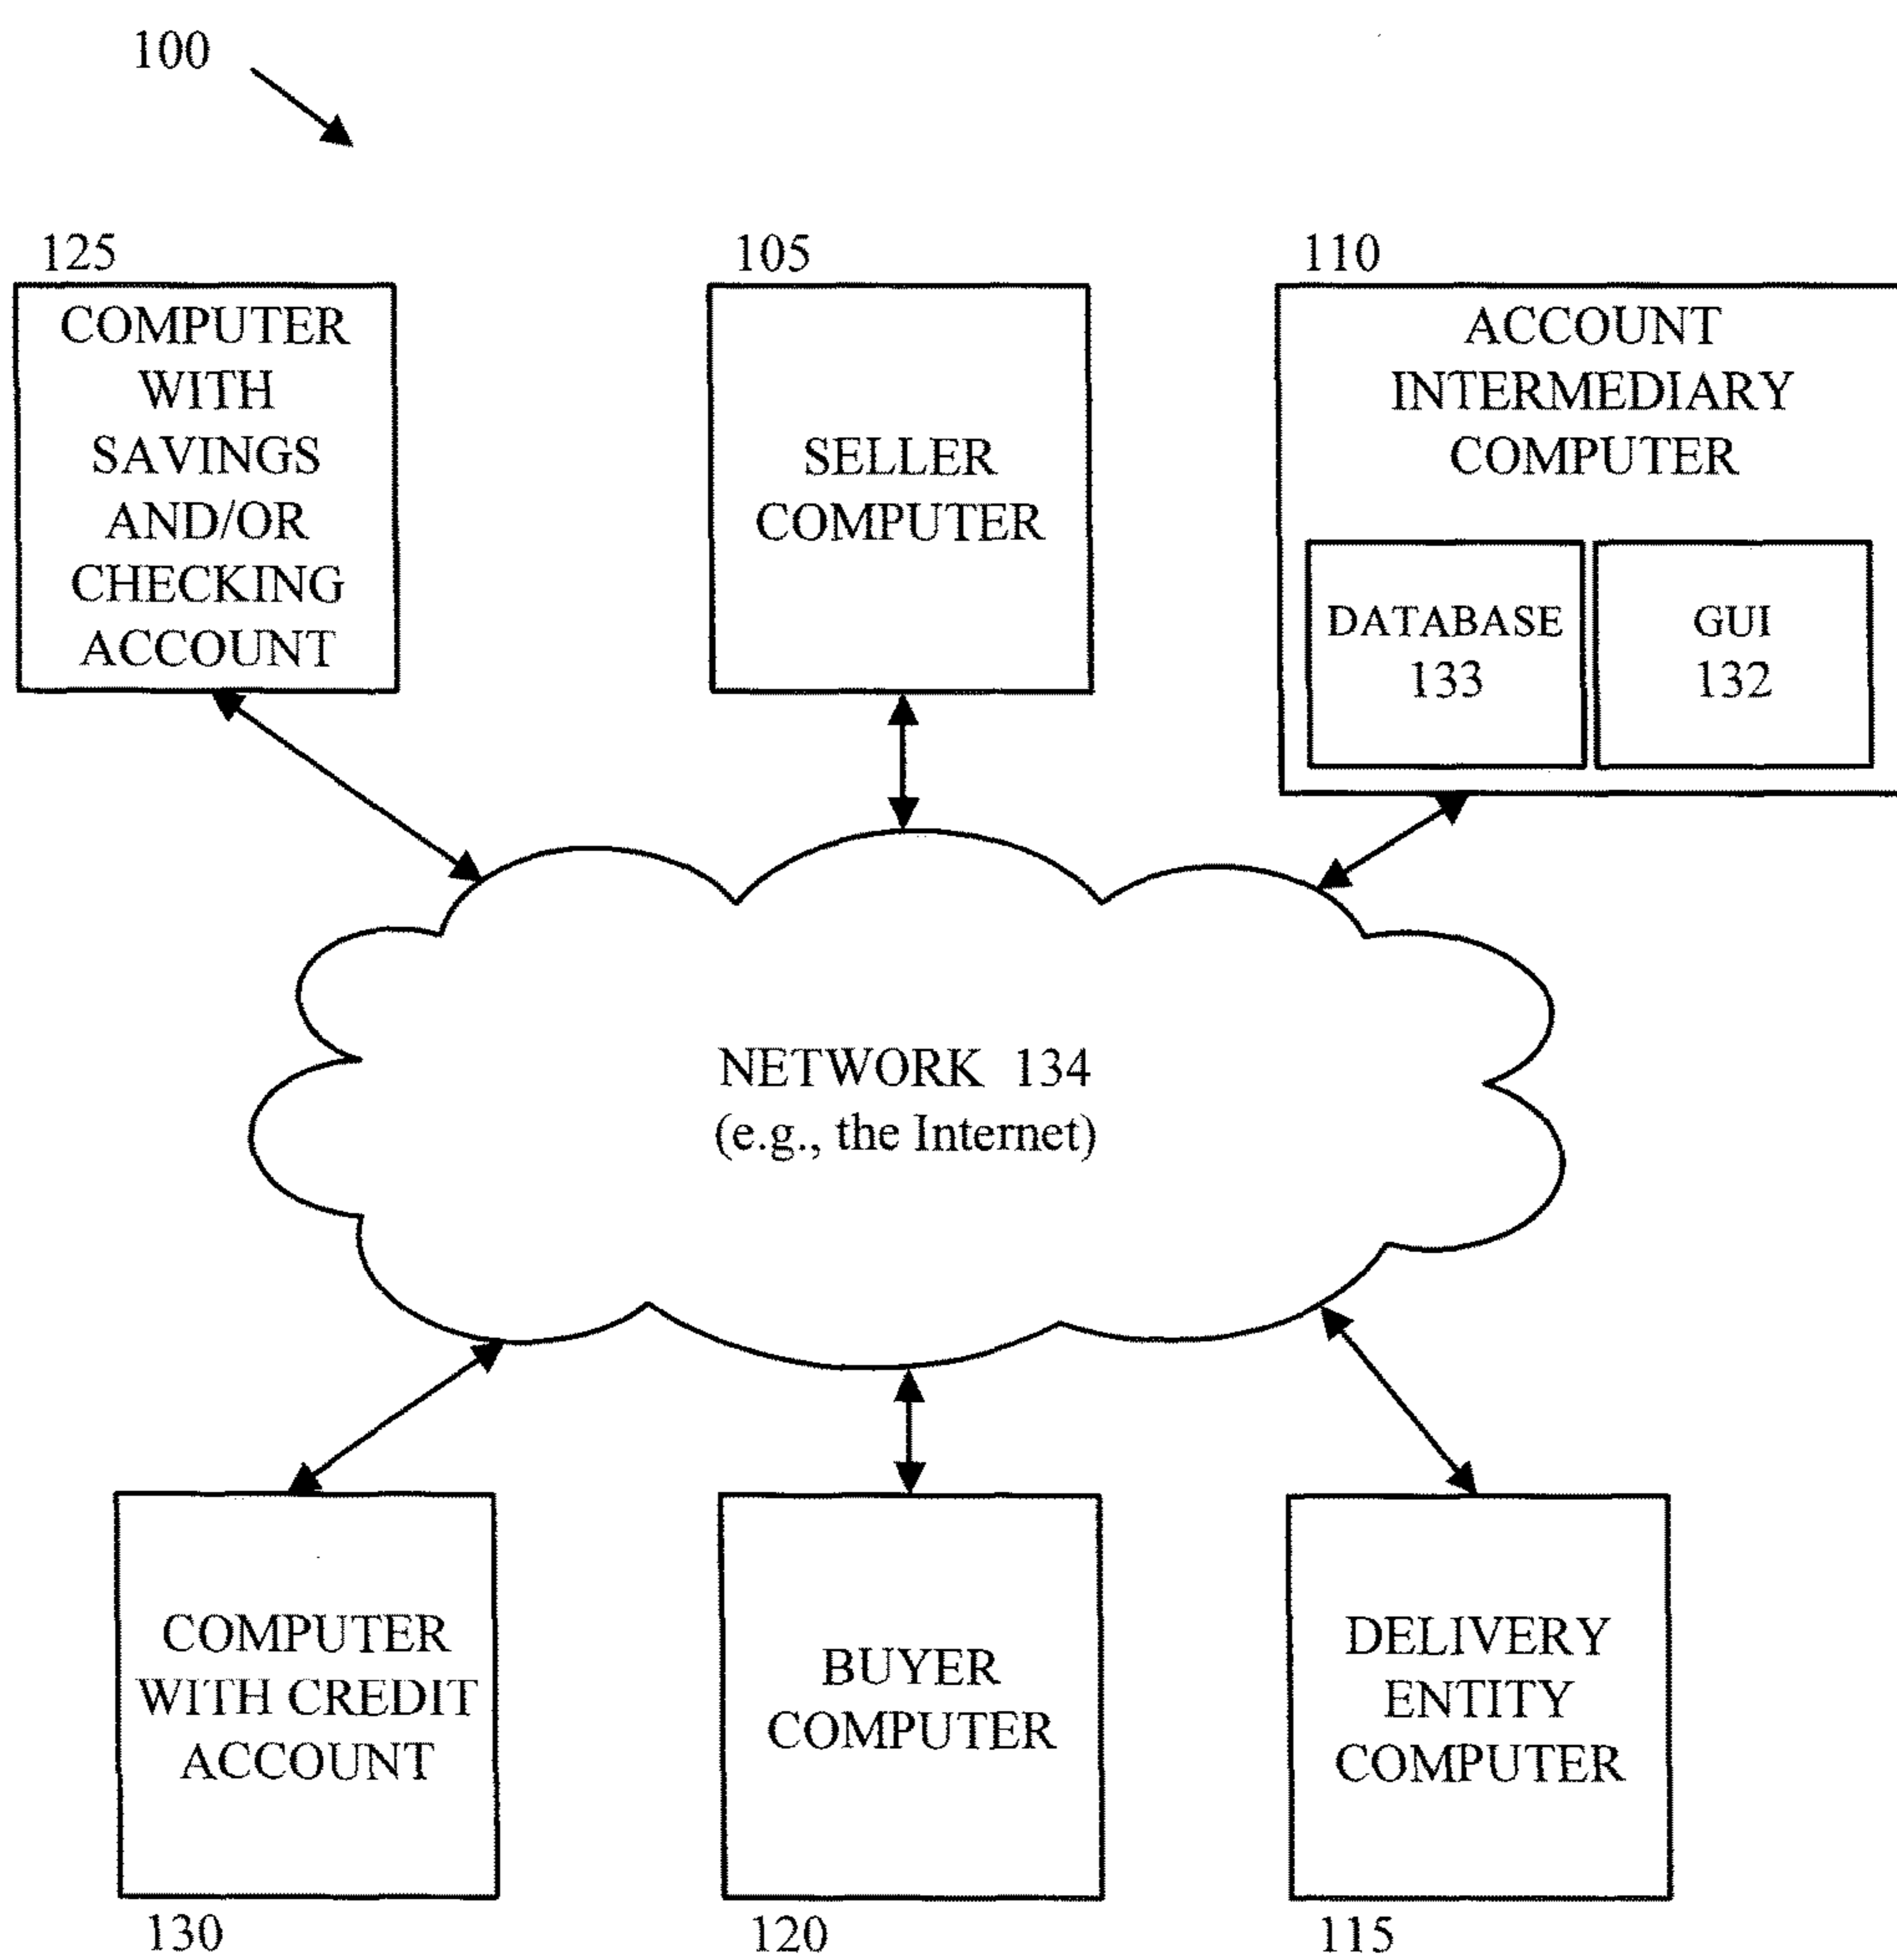 100
125
COMPUTER
WITH
SAVINGS
AND/OR
CHECKING
ACCOUNT
105
SELLER
COMPUTER
110
ACCOUNT
INTERMEDIARY
COMPUTER
DATABASE
133
GUI
132
NETWORK 134
(e.g., the Internet)
COMPUTER
WITH CREDIT
ACCOUNT
130
BUYER
COMPUTER
120
DELIVERY
ENTITY
COMPUTER
115